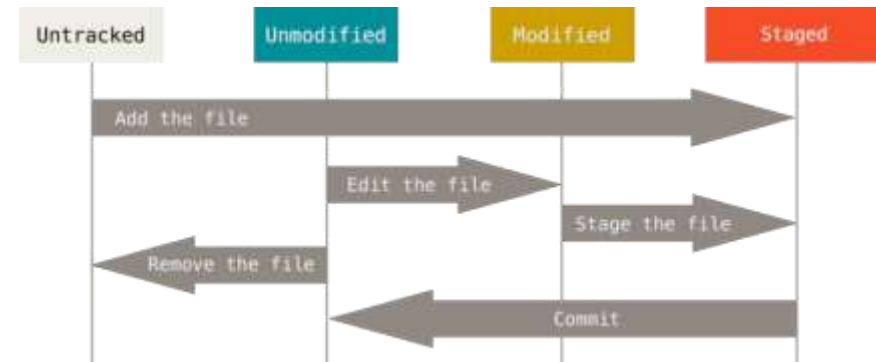 Untracked
Unmodified
Modified
Staged
Add the file
Edit the file
Stage the file
Remove the file
Commit